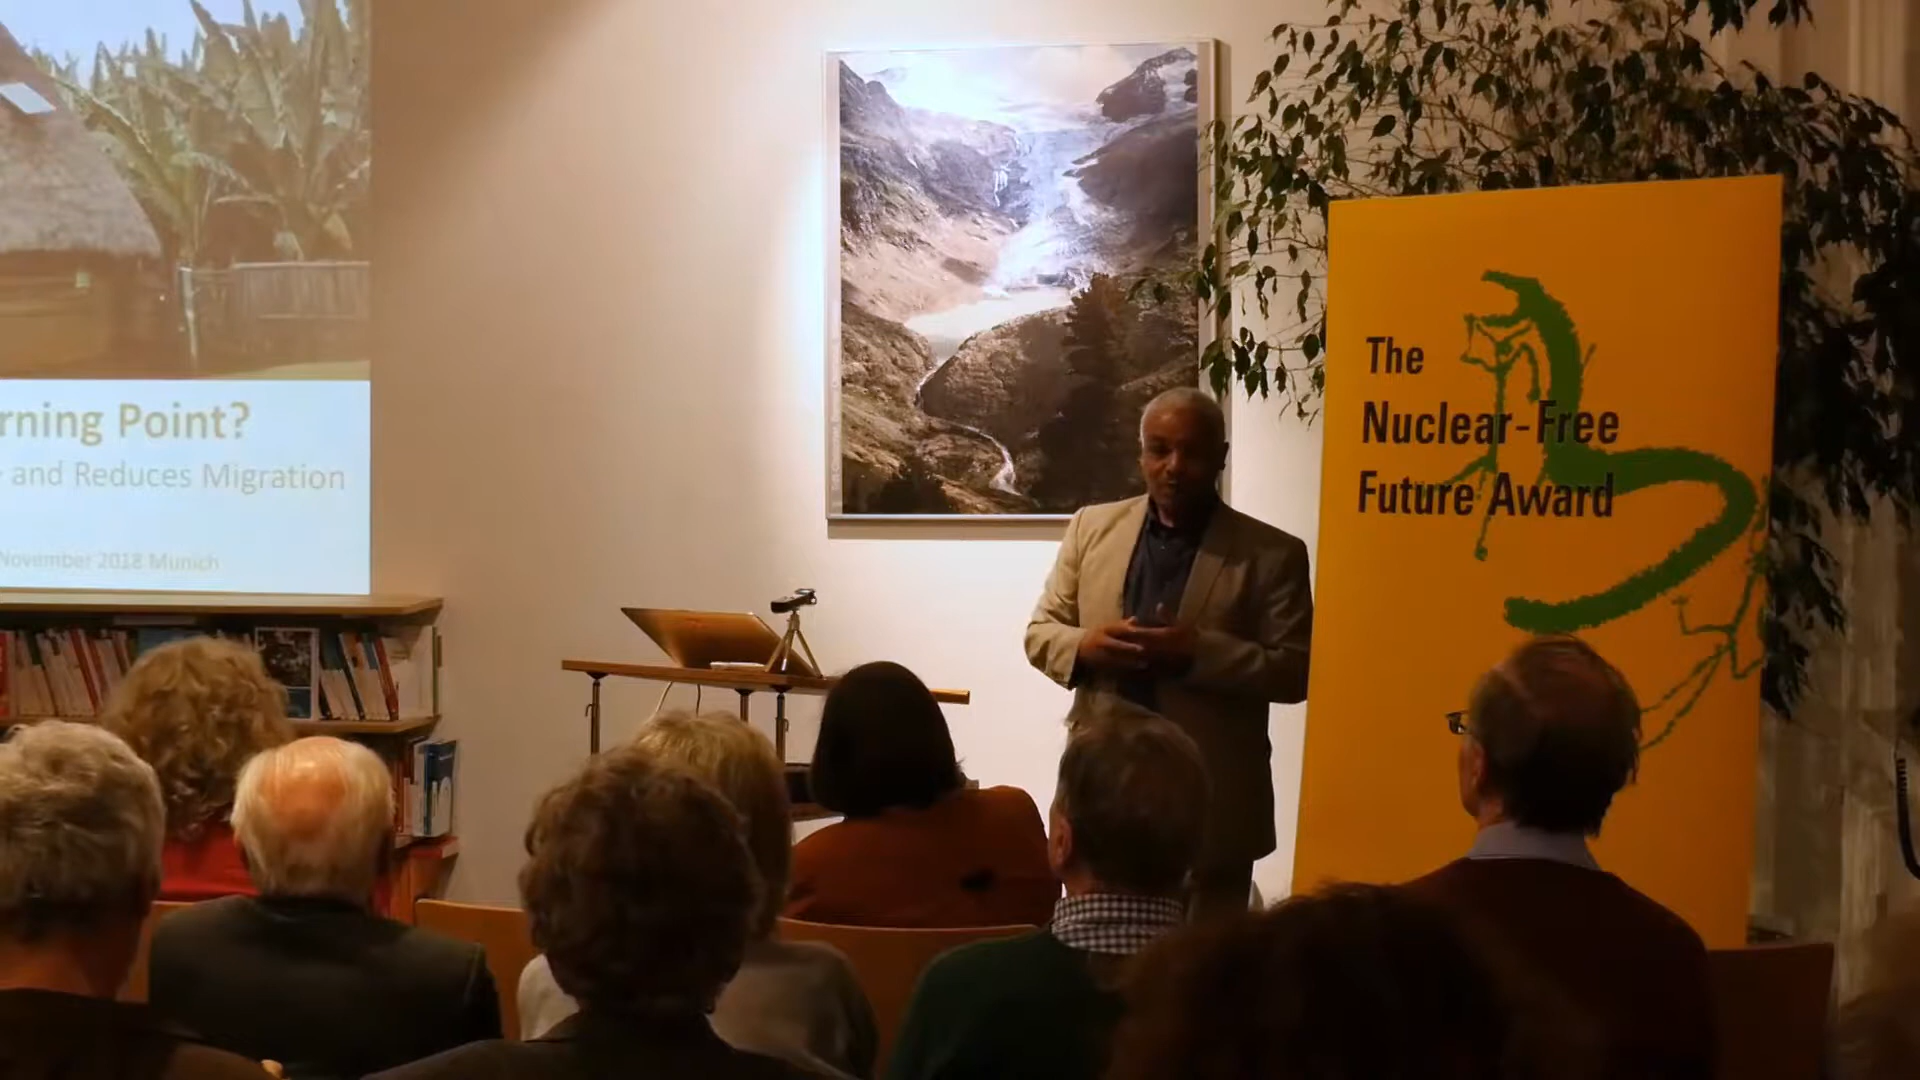 rning Point?
and Reduces Migration
November 2018 Munich
The
Nuclear-Free
Future Award